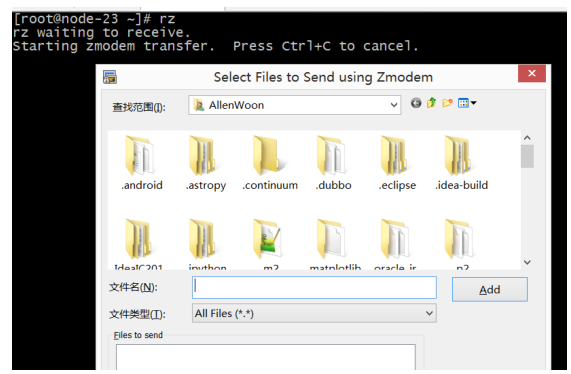 [root@node-23 ~]# rz
rz waiting to receive.
Starting zmodem transfer.  Press Ctrl+C to cancel.
Select Files to Send using Zmodem
查找范围(I):
AllenWoon
.android
.astropy
.continuum
.dubbo
.eclipse
.idea-build
.IdeaIC201
.ipython
.m2
.matplotlib
.oracle_jr
.p2
文件名(N):
Add
文件类型(T):
All Files (*.*)
Files to send